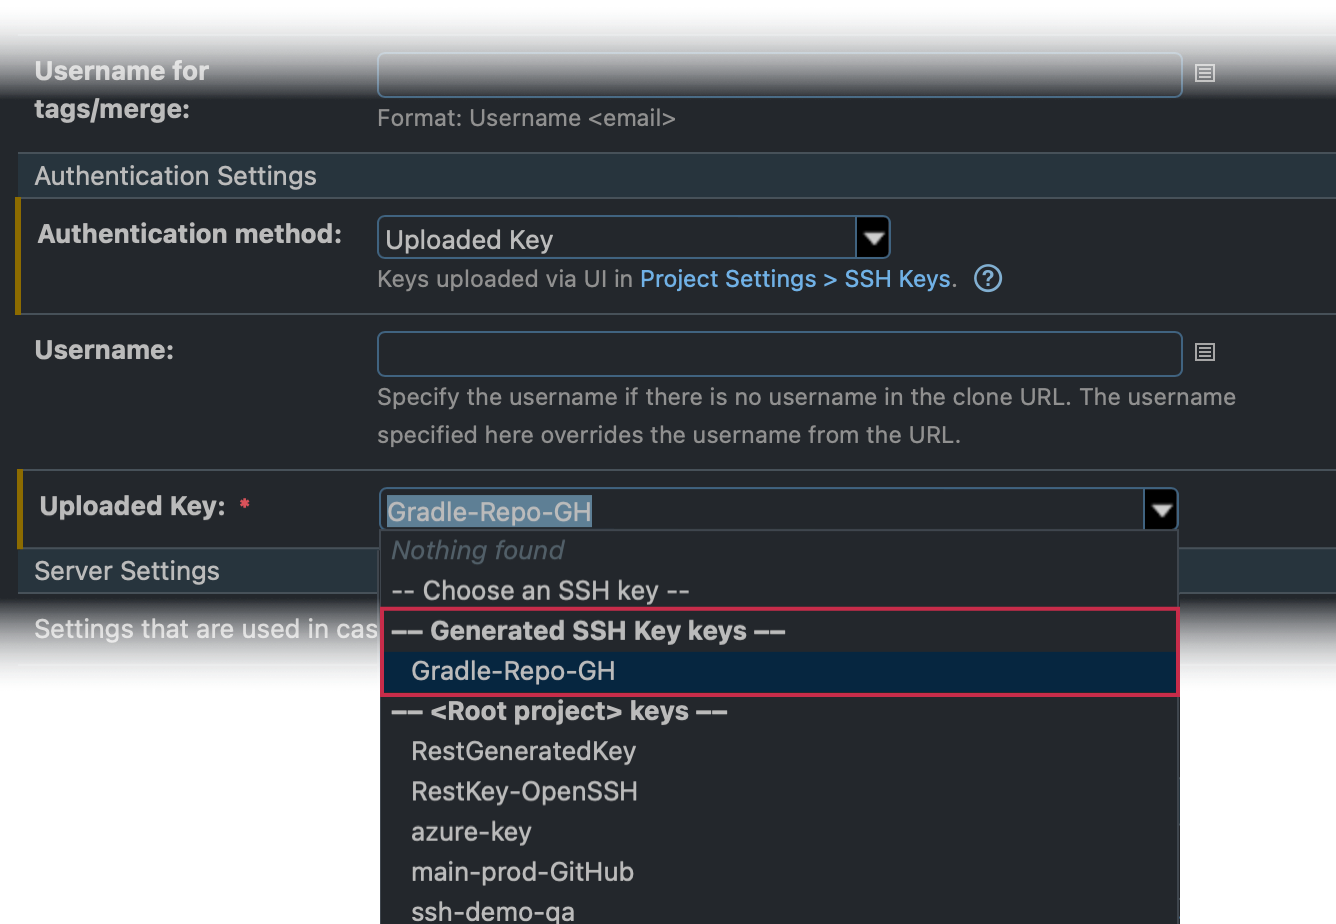 Username for
tags/merge:
Format: Username <email>
Authentication Settings
Authentication method:
Uploaded Key
Keys uploaded via UI in Project Settings > SSH Keys. ?
Username:
Specify the username if there is no username in the clone URL. The username
specified here overrides the username from the URL.
Uploaded Key: *
Gradle-Repo-GH
Nothing found
-- Choose an SSH key --
Server Settings
Settings that are used in cas
–– Generated SSH Key keys ––
Gradle-Repo-GH
–– <Root project> keys ––
RestGeneratedKey
RestKey-OpenSSH
azure-key
main-prod-GitHub
ssh-demo-qa